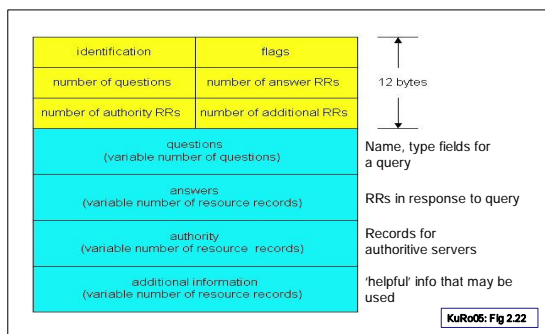 identification flags
number of questions number of answer RRs
12 bytes
number of authority RRs number of additional RRs
questions
(variable number of questions)
Name, type fields for
a query
answers
(variable number of resource records)
RRs in response to query
authority
(variable number of resource records)
Records for
authoritive servers
additional information
(variable number of resource records)
'helpful' info that may be
used
KuRo05: Fig 2.22